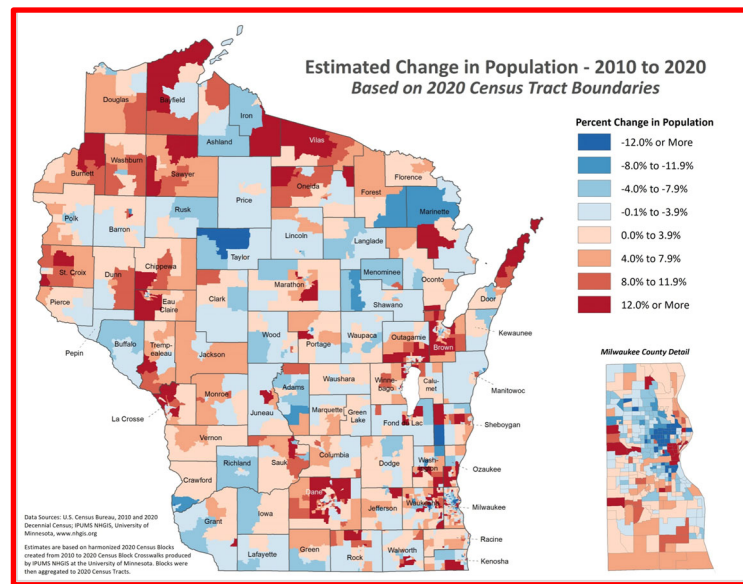 Estimated Change in Population - 2010 to 2020
Based on 2020 Census Tract Boundaries
Percent Change in Population
-12.0% or More
-8.0% to -11.9%
-4.0% to -7.9%
-0.1% to -3.9%
0.0% to 3.9%
4.0% to 7.9%
8.0% to 11.9%
12.0% or More
Milwaukee County Detail
Douglas
Bayfield
Iron
Ashland
Vilas
Burnett
Washburn
Sawyer
Oneida
Forest
Florence
Marinette
Polk
Barron
Rusk
Price
Lincoln
Langlade
Taylor
Oconto
St. Croix
Dunn
Chippewa
Marathon
Menominee
Shawano
Door
Pierce
Eau
Claire
Clark
Pepin
Buffalo
Tremp-
ealeau
Jackson
Wood
Portage
Waupaca
Outagamie
Brown
Kewaunee
La Crosse
Monroe
Juneau
Adams
Waushara
Winne-
bago
Calu-
met
Manitowoc
Marquette
Green
Lake
Fond du Lac
Sheboygan
Vernon
Richland
Sauk
Columbia
Dodge
Wash-
ington
Ozaukee
Crawford
Grant
Iowa
Dane
Jefferson
Waukesha
Milwaukee
Lafayette
Green
Rock
Walworth
Racine
Kenosha
Data Sources: U.S. Census Bureau, 2010 and 2020
Decennial Census; IPUMS NHGIS, University of
Minnesota, www.nhgis.org
Estimates are based on harmonized 2020 Census Blocks
created from 2010 to 2020 Census Block Crosswalks produced
by IPUMS NHGIS at the University of Minnesota. Blocks were
then aggregated to 2020 Census Tracts.